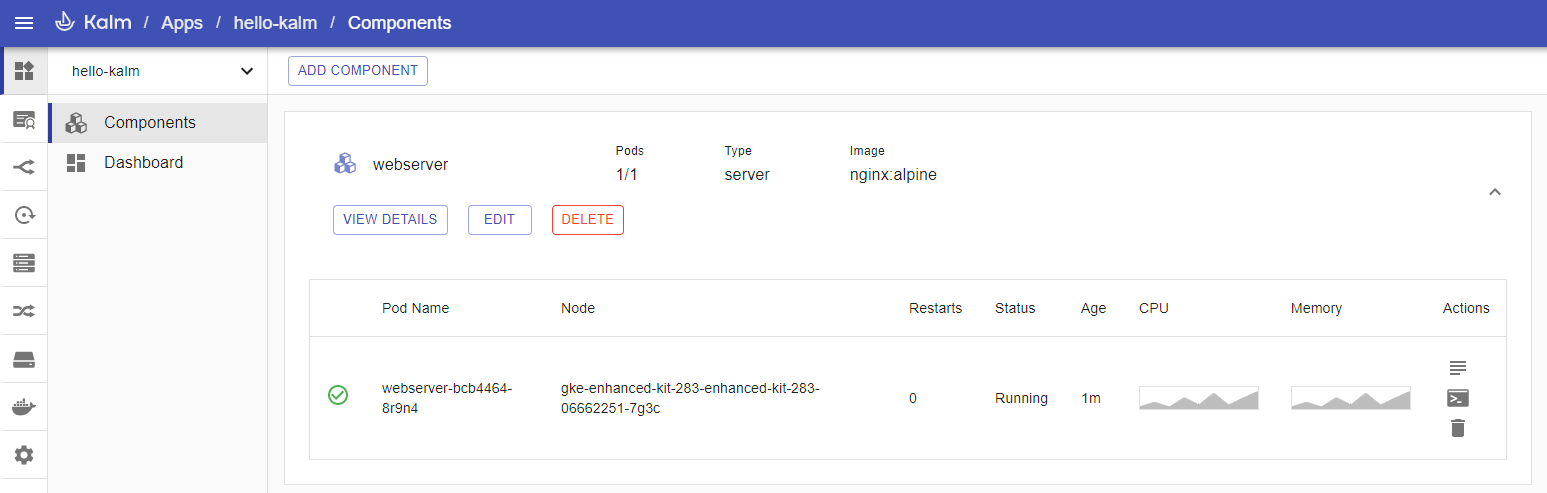 Kalm / Apps / hello-kalm / Components
hello-kalm
ADD COMPONENT
Components
Dashboard
webserver
Pods
1/1
Type
server
Image
nginx:alpine
VIEW DETAILS
EDIT
DELETE
Pod Name Node Restarts Status Age CPU Memory Actions
webserver-bcb4464-
8r9n4
gke-enhanced-kit-283-enhanced-kit-283-
06662251-7g3c
0
Running
1m